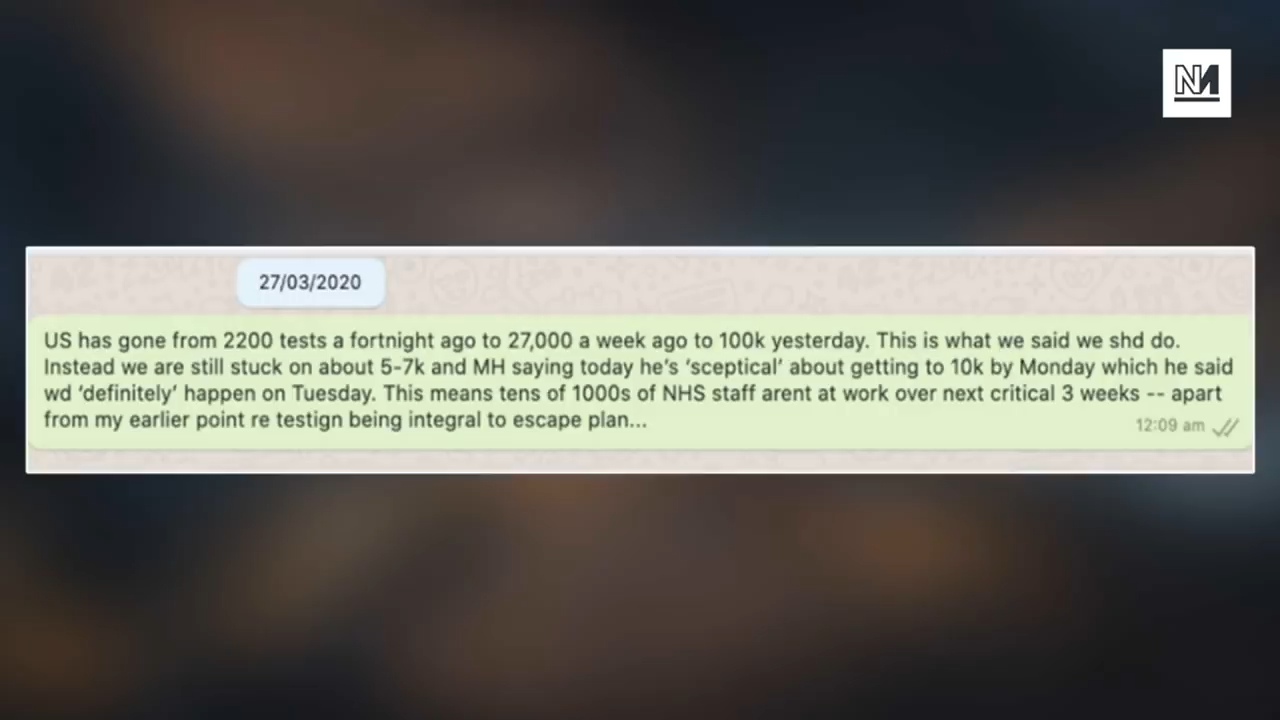 NM
27/03/2020
US has gone from 2200 tests a fortnight ago to 27,000 a week ago to 100k yesterday. This is what we said we shd do.
Instead we are still stuck on about 5-7k and MH saying today he's 'sceptical' about getting to 10k by Monday which he said
wd 'definitely' happen on Tuesday. This means tens of 1000s of NHS staff arent at work over next critical 3 weeks -- apart
from my earlier point re testign being integral to escape plan...
12:09 am